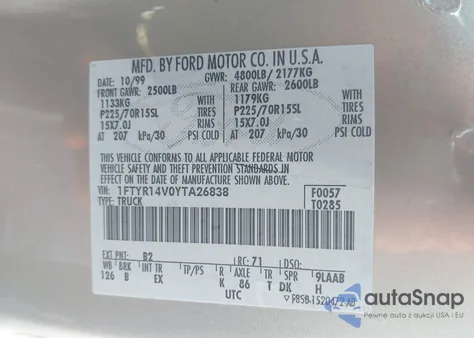 MFD. BY FORD MOTOR CO. IN U.S.A.
DATE: 10/99 GVWR: 4800LB/ 2177KG
FRONT GAWR: 2500LB REAR GAWR: 2600LB
1133KG WITH 1179KG WITH
P225/70R15SL TIRES P225/70R15SL TIRES
15X7.0J RIMS 15X7.0J RIMS
AT 207 kPa/30 PSI COLD AT 207 kPa/30 PSI COLD
THIS VEHICLE CONFORMS TO ALL APPLICABLE FEDERAL MOTOR
VEHICLE SAFETY AND THEFT PREVENTION STANDARDS IN EFFECT
ON THE DATE OF MANUFACTURE SHOWN ABOVE.
VIN: 1FTYR14V0YTA26838 F0057
TYPE: TRUCK T0285
EXT PNT: B2 RC: 71 DSO:
WB BRK INT TR TP/PS R AXLE TR SPR 9LAAB
126 B EX K 86 T DK H
UTC
autoSnap
Pewne auta z USA i EU